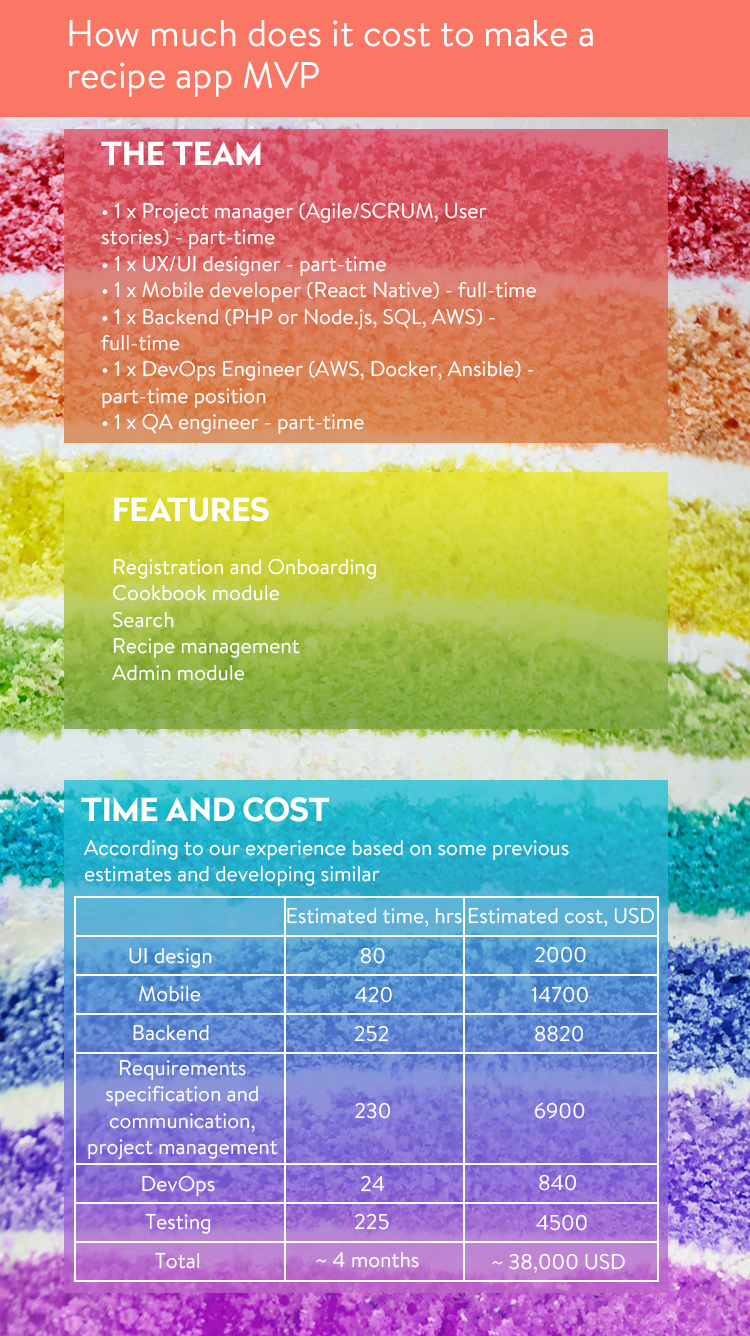 How much does it cost to make a
recipe app MVP
THE TEAM
• 1 x Project manager (Agile/SCRUM, User
stories) - part-time
• 1 x UX/UI designer - part-time
• 1 x Mobile developer (React Native) - full-time
• 1 x Backend (PHP or Node.js, SQL, AWS) -
full-time
• 1 x DevOps Engineer (AWS, Docker, Ansible) -
part-time position
• 1 x QA engineer - part-time
FEATURES
Registration and Onboarding
Cookbook module
Search
Recipe management
Admin module
TIME AND COST
According to our experience based on some previous
estimates and developing similar
Estimated time, hrs Estimated cost, USD
UI design 80 2000
Mobile 420 14700
Backend 252 8820
Requirements
specification and
communication,
project management 230 6900
DevOps 24 840
Testing 225 4500
Total ~ 4 months ~ 38,000 USD